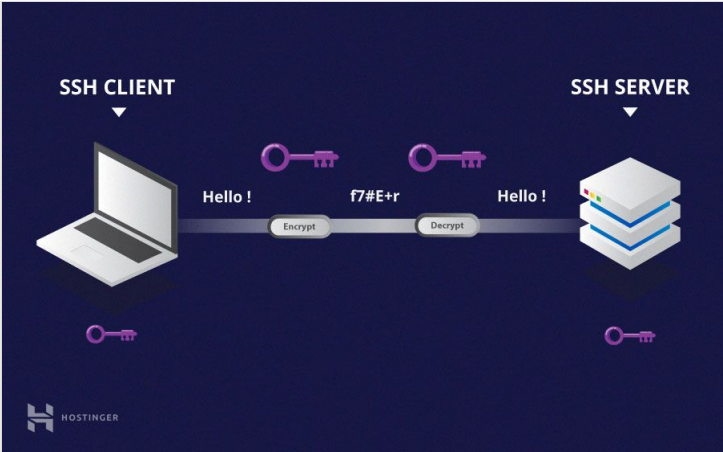 SSH CLIENT
SSH SERVER
Hello !
f7#E+r
Hello !
Encrypt
Decrypt
HOSTINGER